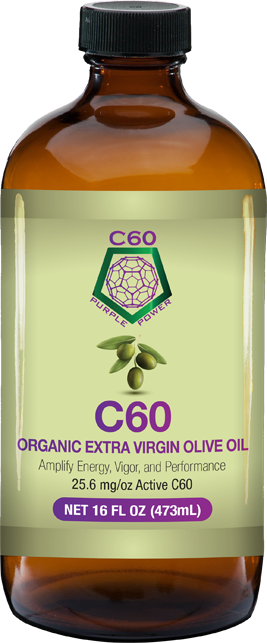 C60
PURPLE POWER
C60
ORGANIC EXTRA VIRGIN OLIVE OIL
Amplify Energy, Vigor, and Performance
25.6 mg/oz Active C60
NET 16 FL OZ (473mL)